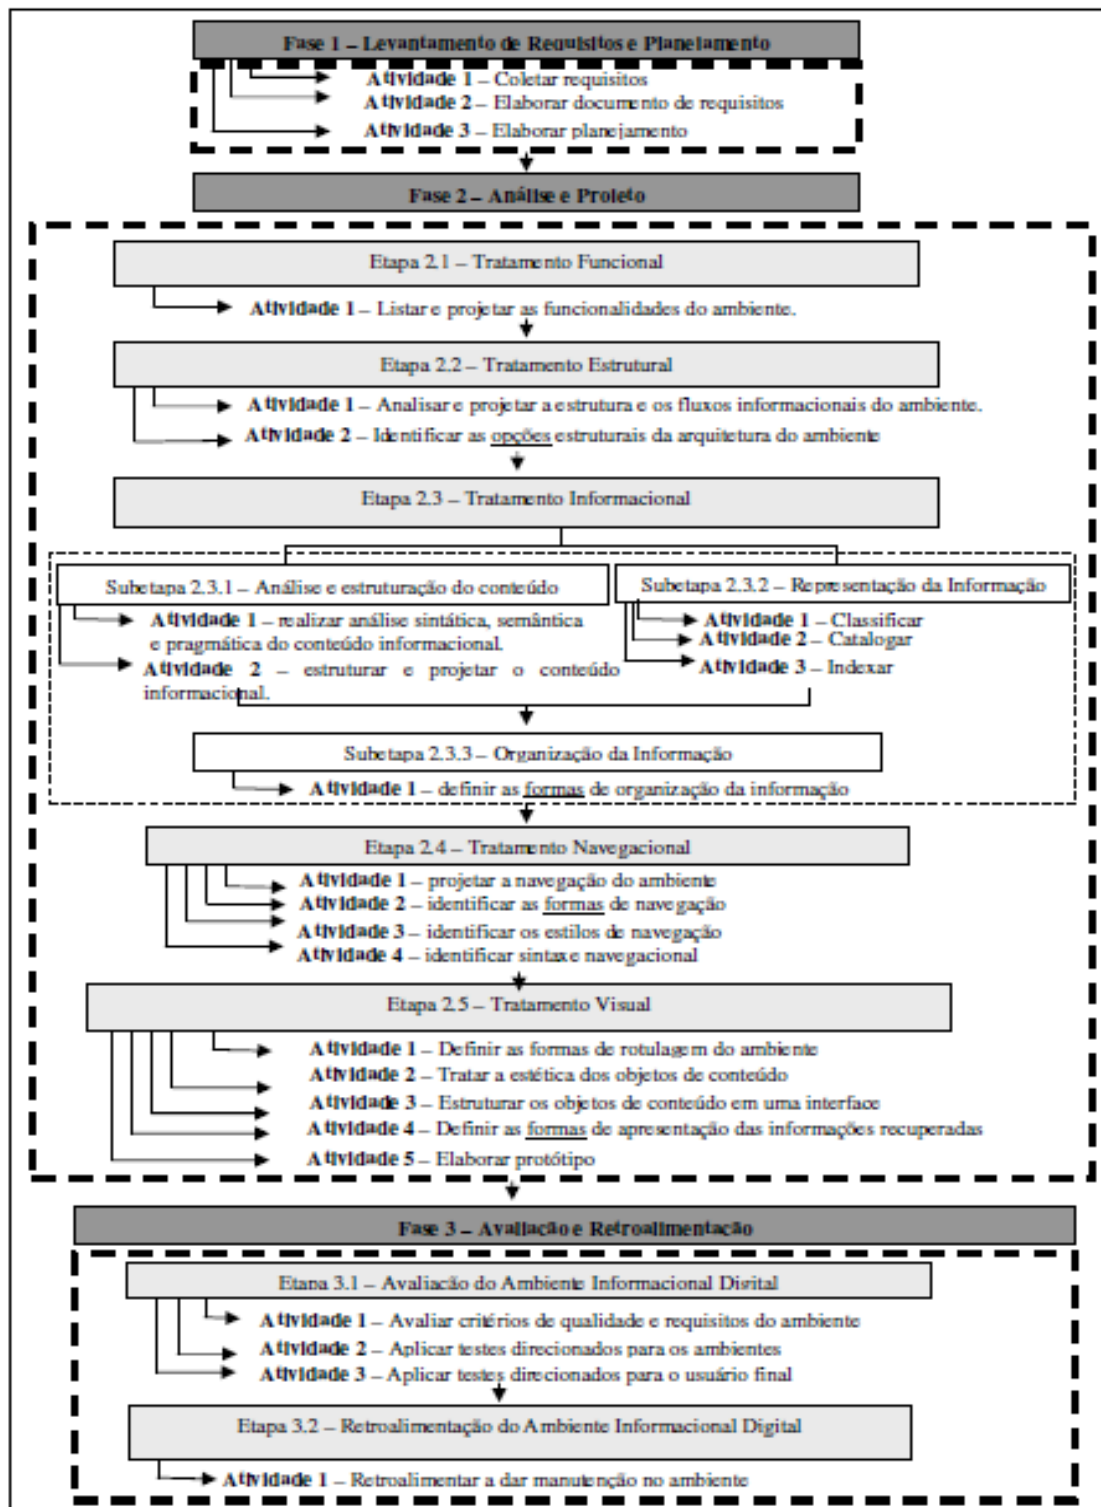 Fase 1 – Levantamento de Requisitos e Planejamento
Atividade 1 – Coletar requisitos
Atividade 2 – Elaborar documento de requisitos
Atividade 3 – Elaborar planejamento
Fase 2 – Análise e Projeto
Etapa 2.1 – Tratamento Funcional
Atividade 1 – Listar e projetar as funcionalidades do ambiente.
Etapa 2.2 – Tratamento Estrutural
Atividade 1 – Analisar e projetar a estrutura e os fluxos informacionais do ambiente.
Atividade 2 – Identificar as opções estruturais da arquitetura do ambiente
Etapa 2.3 – Tratamento Informacional
Subetapa 2.3.1 – Análise e estruturação do conteúdo
Atividade 1 – realizar análise sintática, semântica
e pragmática do conteúdo informacional.
Atividade 2 – estruturar e projetar o conteúdo
informacional.
Subetapa 2.3.2 – Representação da Informação
Atividade 1 – Classificar
Atividade 2 – Catalogar
Atividade 3 – Indexar
Subetapa 2.3.3 – Organização da Informação
Atividade 1 – definir as formas de organização da informação
Etapa 2.4 – Tratamento Navegacional
Atividade 1 – projetar a navegação do ambiente
Atividade 2 – identificar as formas de navegação
Atividade 3 – identificar os estilos de navegação
Atividade 4 – identificar sintaxe navegacional
Etapa 2.5 – Tratamento Visual
Atividade 1 – Definir as formas de rotulagem do ambiente
Atividade 2 – Tratar a estética dos objetos de conteúdo
Atividade 3 – Estruturar os objetos de conteúdo em uma interface
Atividade 4 – Definir as formas de apresentação das informações recuperadas
Atividade 5 – Elaborar protótipo
Fase 3 – Avaliação e Retroalimentação
Etapa 3.1 – Avaliação do Ambiente Informacional Digital
Atividade 1 – Avaliar critérios de qualidade e requisitos do ambiente
Atividade 2 – Aplicar testes direcionados para os ambientes
Atividade 3 – Aplicar testes direcionados para o usuário final
Etapa 3.2 – Retroalimentação do Ambiente Informacional Digital
Atividade 1 – Retroalimentar a dar manutenção no ambiente